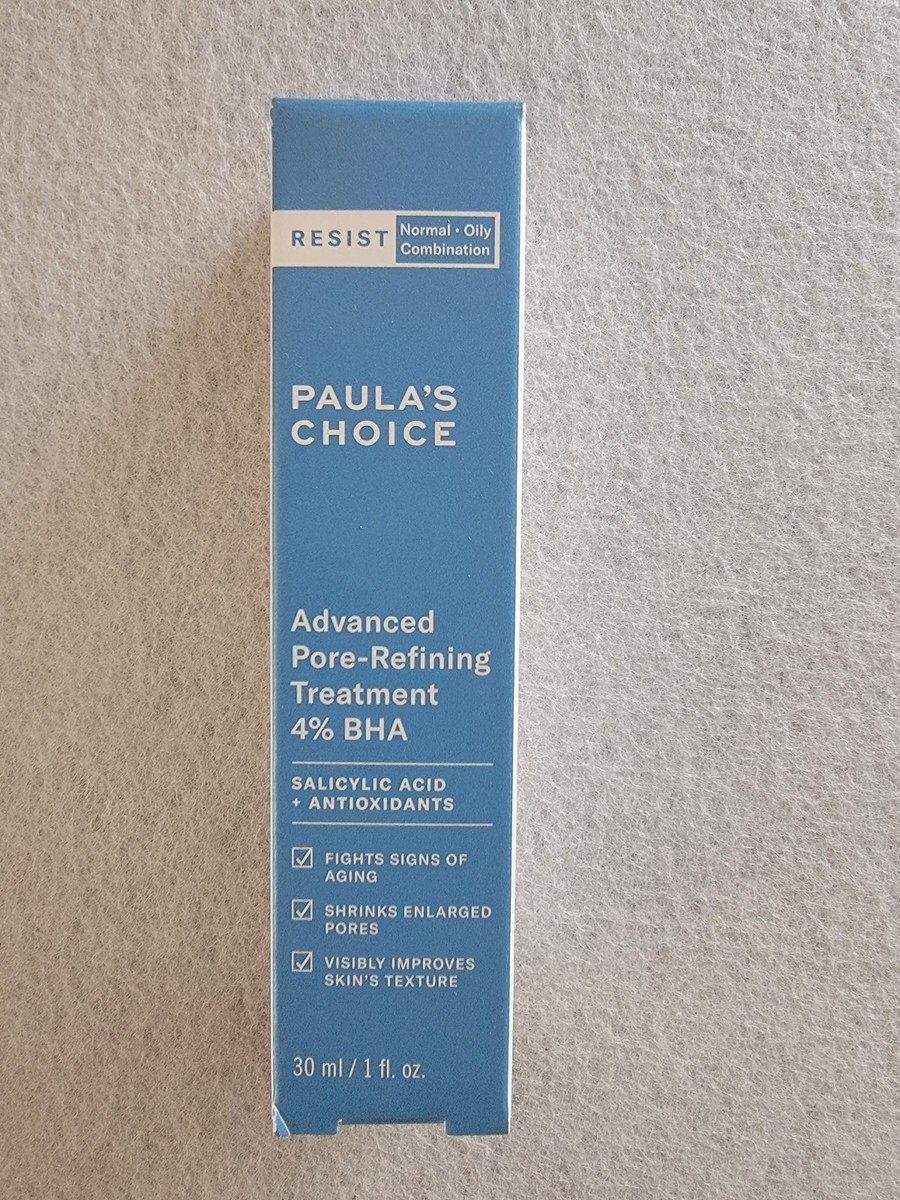 RESIST
Normal • Oily
Combination
PAULA'S
CHOICE
Advanced
Pore-Refining
Treatment
4% BHA
SALICYLIC ACID
+ ANTIOXIDANTS
FIGHTS SIGNS OF
AGING
SHRINKS ENLARGED
PORES
VISIBLY IMPROVES
SKIN'S TEXTURE
30 ml / 1 fl. oz.